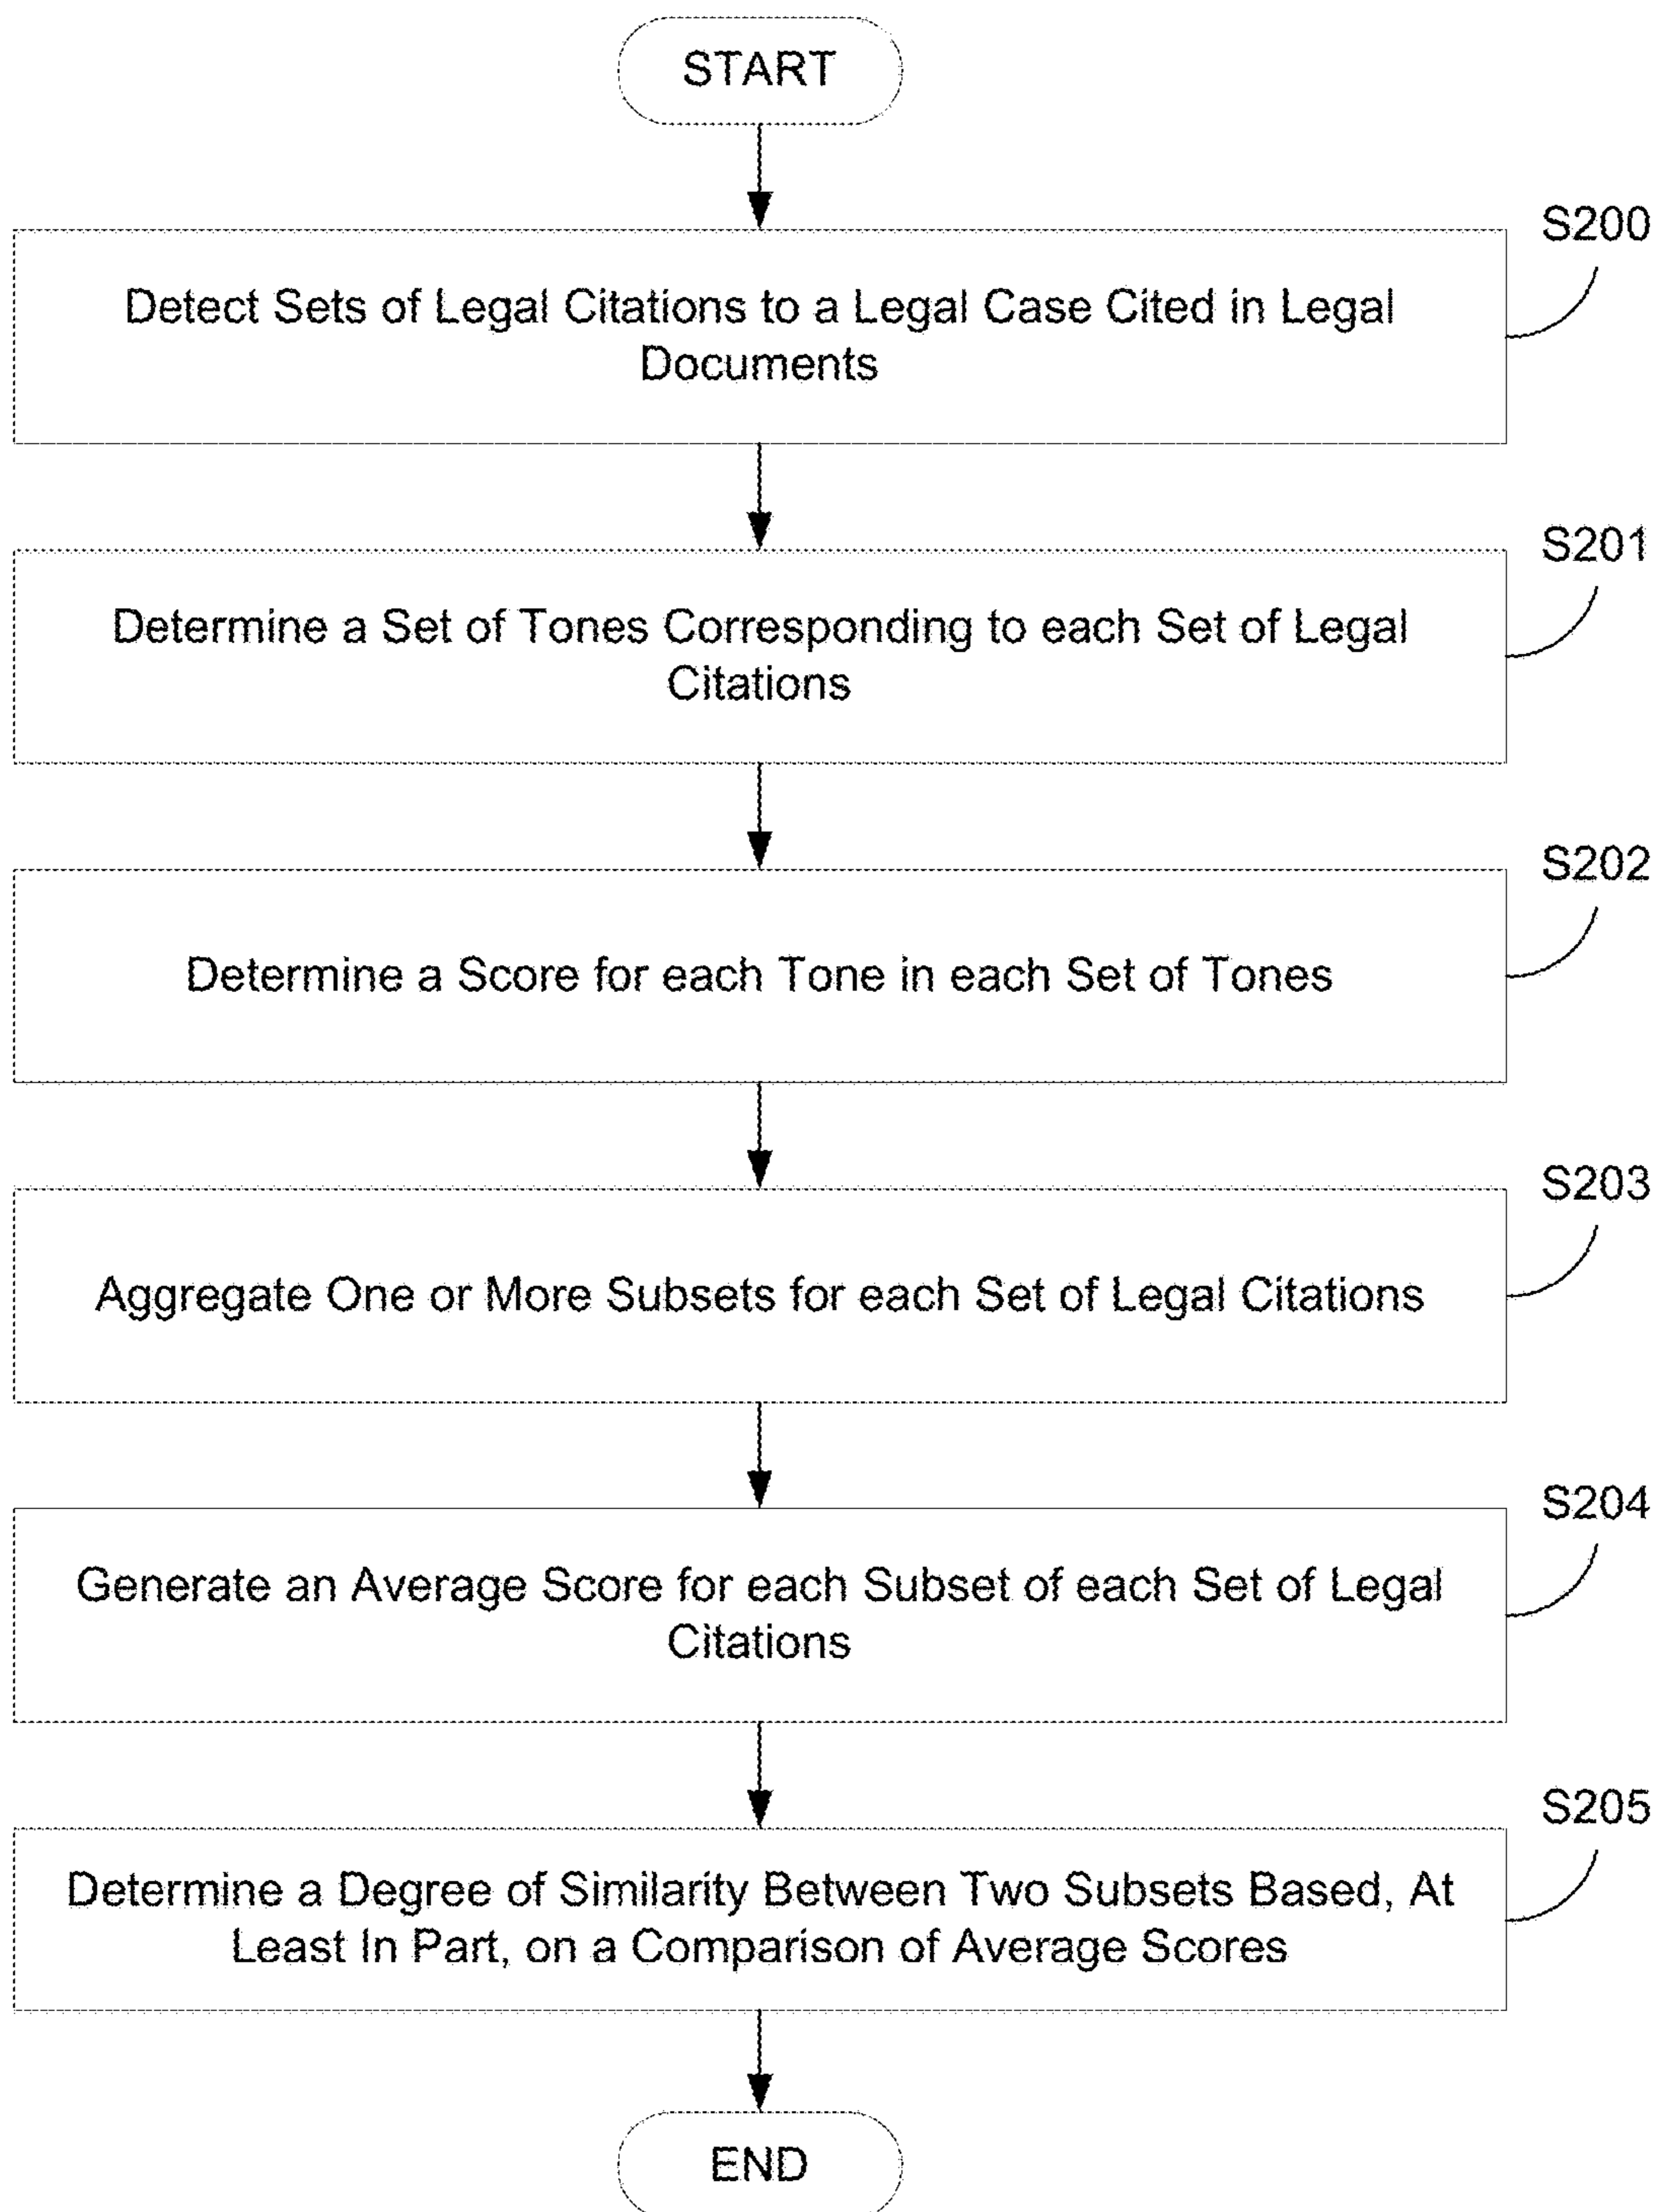 START
S200
Detect Sets of Legal Citations to a Legal Case Cited in Legal
Documents
S201
Determine a Set of Tones Corresponding to each Set of Legal
Citations
S202
Determine a Score for each Tone in each Set of Tones
S203
Aggregate One or More Subsets for each Set of Legal Citations
S204
Generate an Average Score for each Subset of each Set of Legal
Citations
S205
Determine a Degree of Similarity Between Two Subsets Based, At
Least In Part, on a Comparison of Average Scores
END